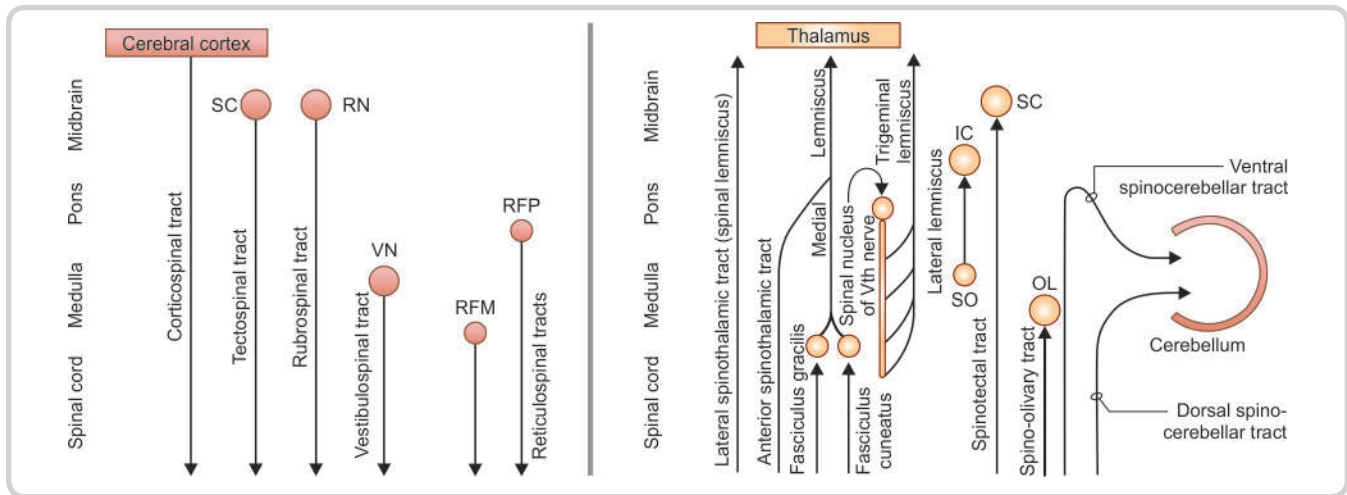 Cerebral cortex
Midbrain
Pons
Medulla
Spinal cord
SC
RN
VN
RFM
RFP
Corticospinal tract
Tectospinal tract
Rubrospinal tract
Vestibulospinal tract
Reticulospinal tracts
Thalamus
Midbrain
Pons
Medulla
Spinal cord
Lateral spinothalamic tract (spinal lemniscus)
Anterior spinothalamic tract
Fasciculus gracilis
Medial
Lemniscus
Spinal nucleus
of Vth nerve
Fasciculus
cuneatus
Trigeminal
lemniscus
Lateral lemniscus
IC
SO
SC
Spinotectal tract
OL
Spino-olivary tract
Ventral
spinocerebellar tract
Cerebellum
Dorsal spino-
cerebellar tract